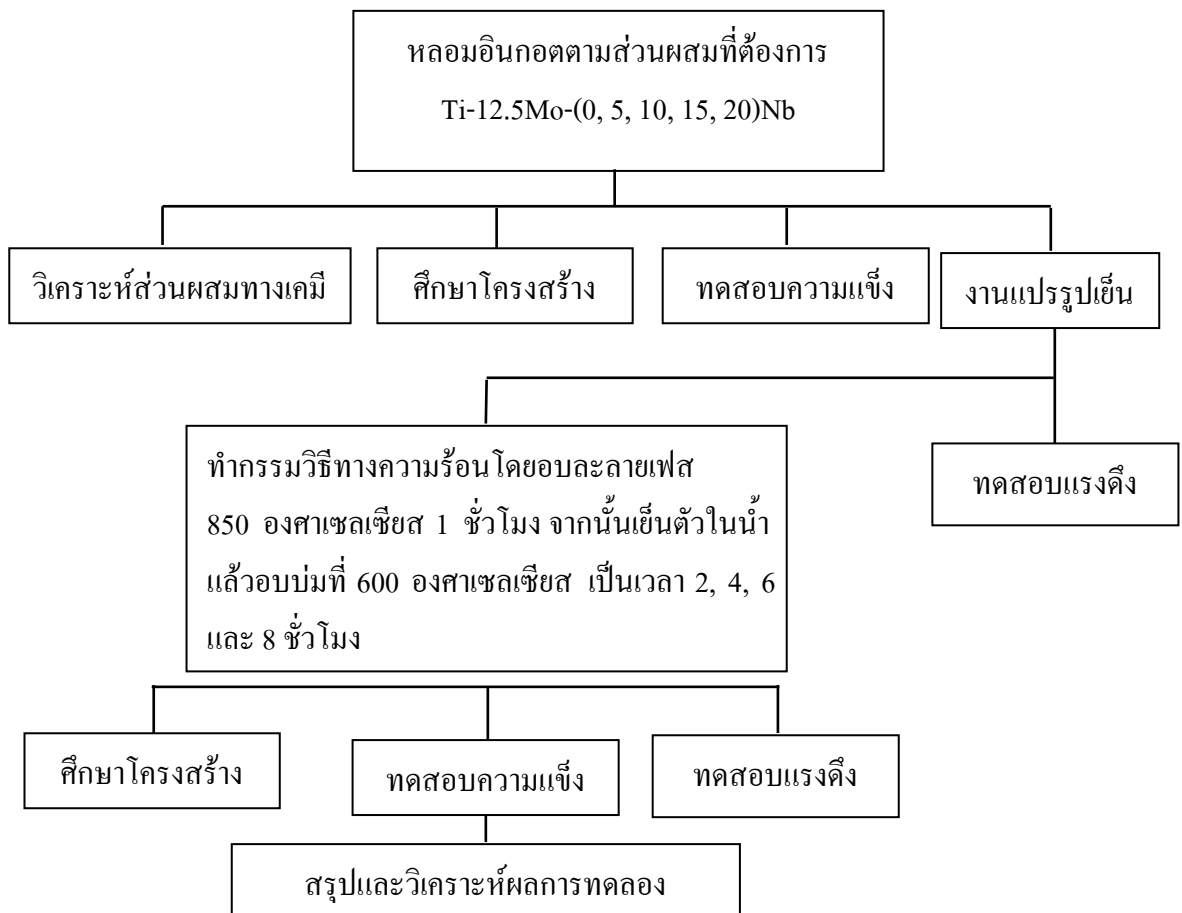 หลอมอินกอตตามส่วนผสมที่ต้องการ
Ti-12.5Mo-(0, 5, 10, 15, 20)Nb
วิเคราะห์ส่วนผสมทางเคมี
ศึกษาโครงสร้าง
ทดสอบความแข็ง
งานแปรรูปเย็น
ทำกรรมวิธีทางความร้อนโดยอบละลายเฟส
850 องศาเซลเซียส 1 ชั่วโมง จากนั้นเย็นตัวในน้ำ
แล้วอบบ่มที่ 600 องศาเซลเซียส เป็นเวลา 2, 4, 6
และ 8 ชั่วโมง
ทดสอบแรงดึง
ศึกษาโครงสร้าง
ทดสอบความแข็ง
ทดสอบแรงดึง
สรุปและวิเคราะห์ผลการทดลอง